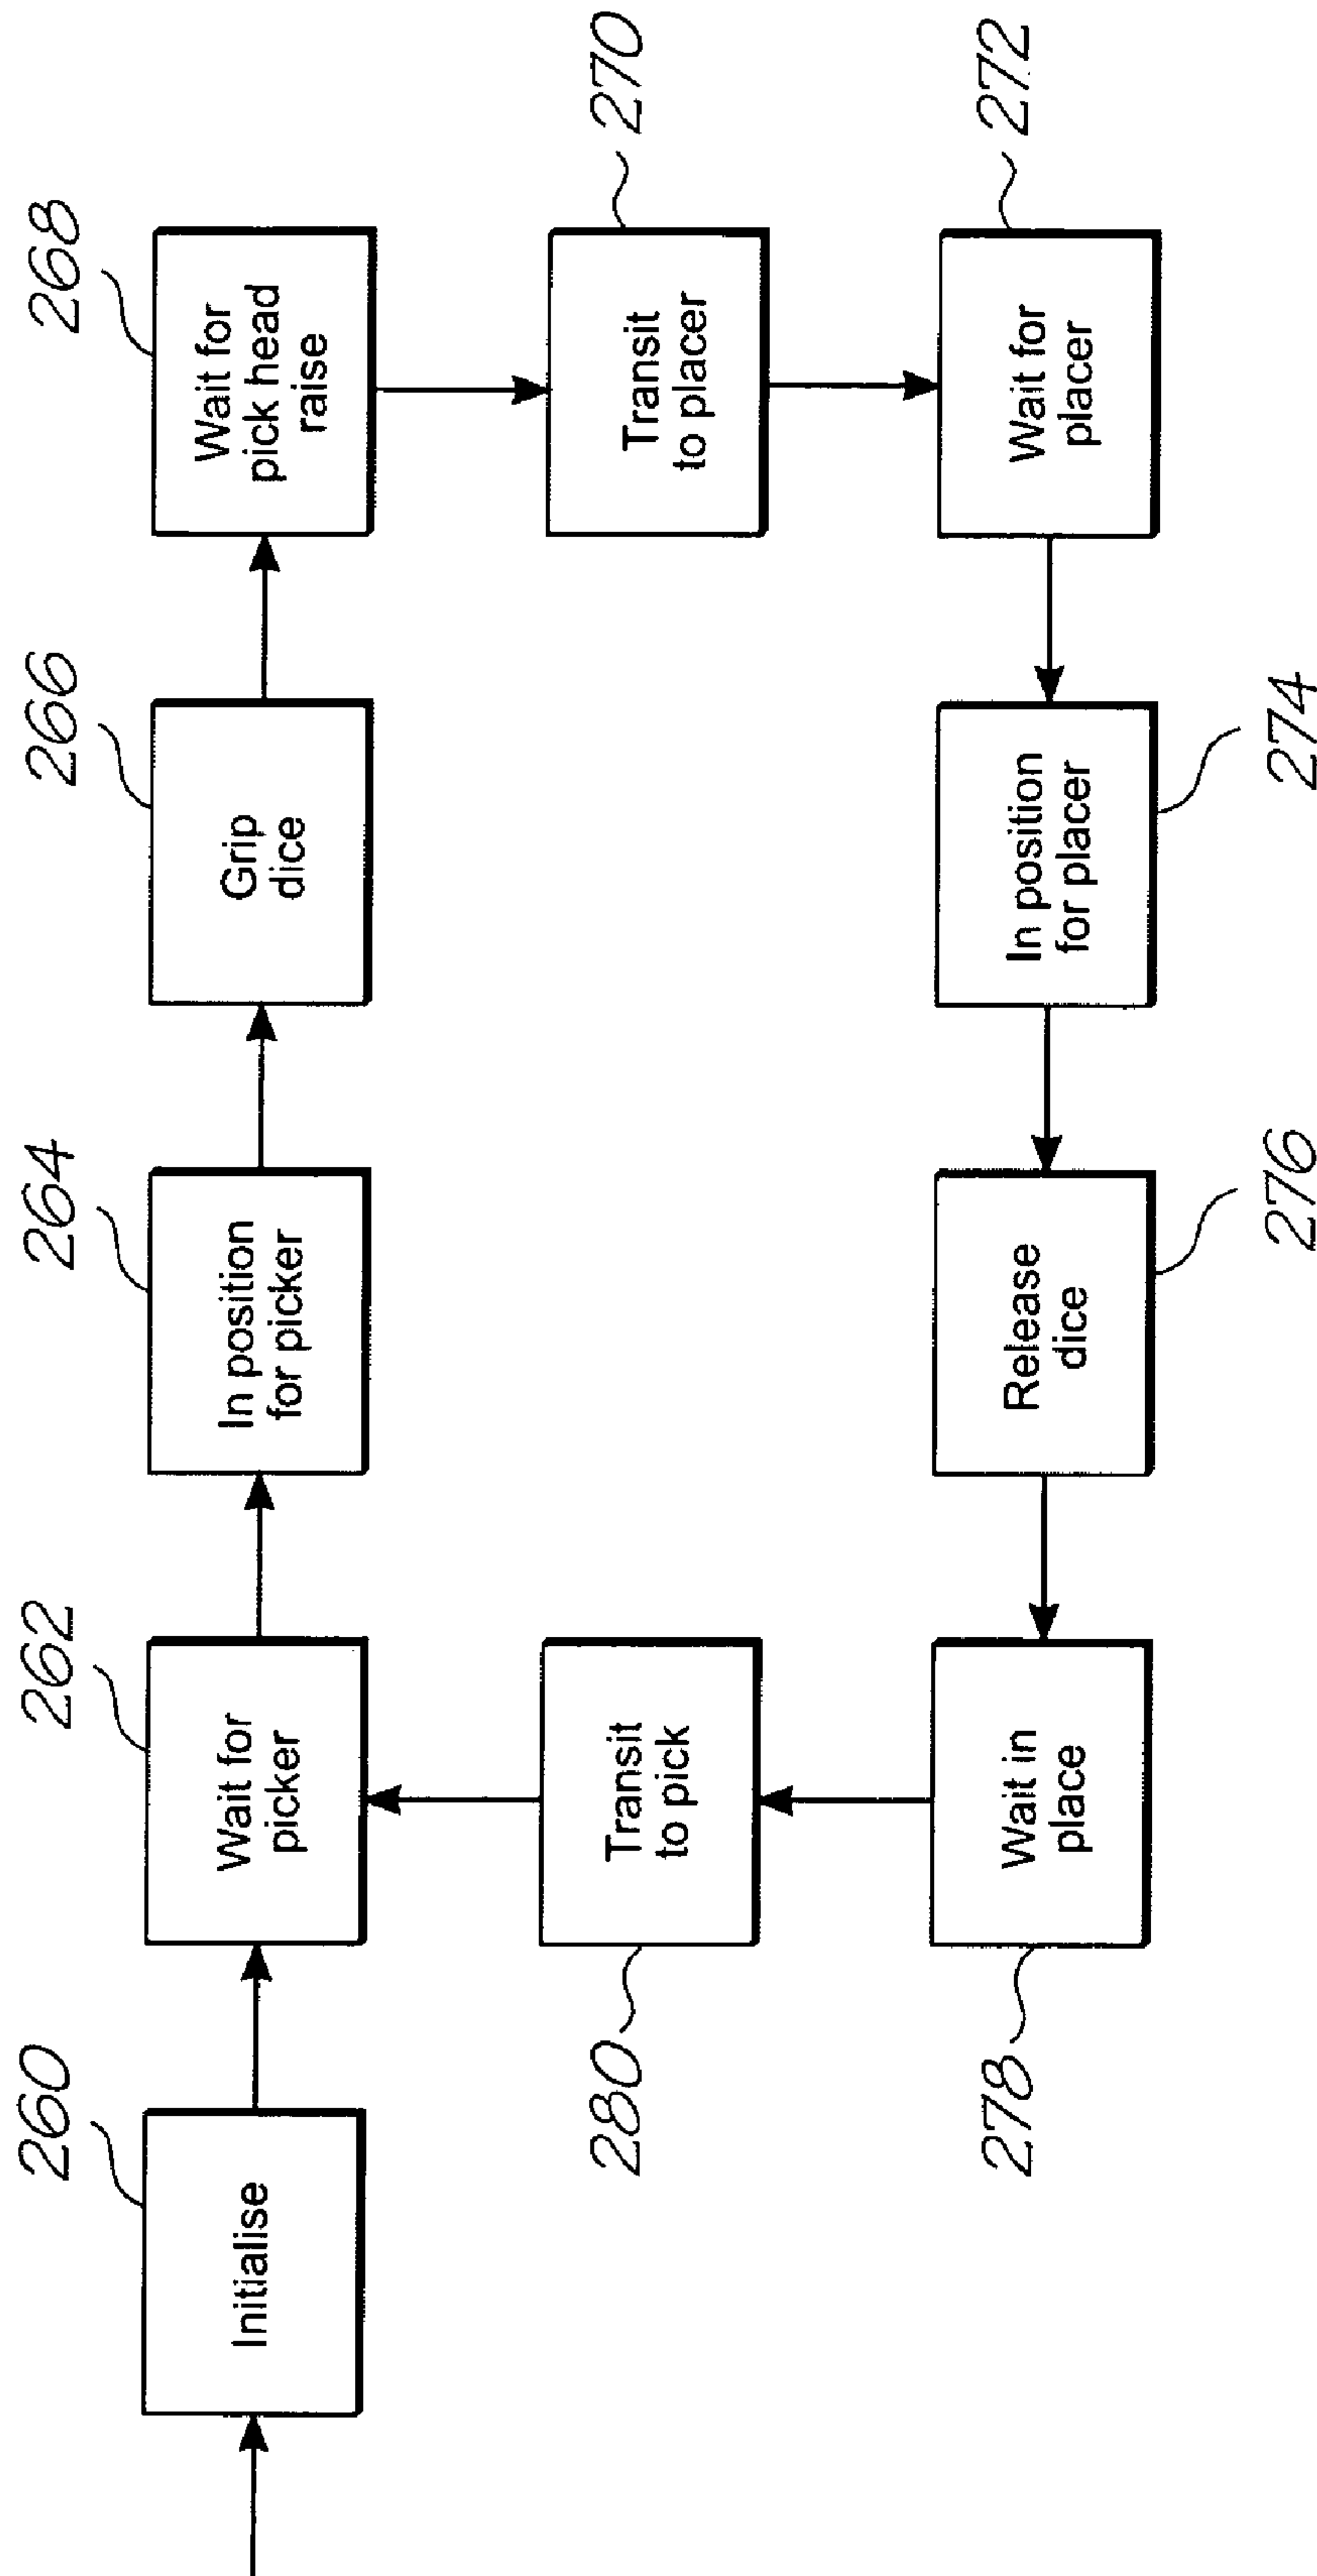 260
Initialise
262
Wait for
picker
264
In position
for picker
266
Grip
dice
268
Wait for
pick head
raise
270
Transit
to placer
272
Wait for
placer
274
In position
for placer
276
Release
dice
278
Wait in
place
280
Transit
to pick